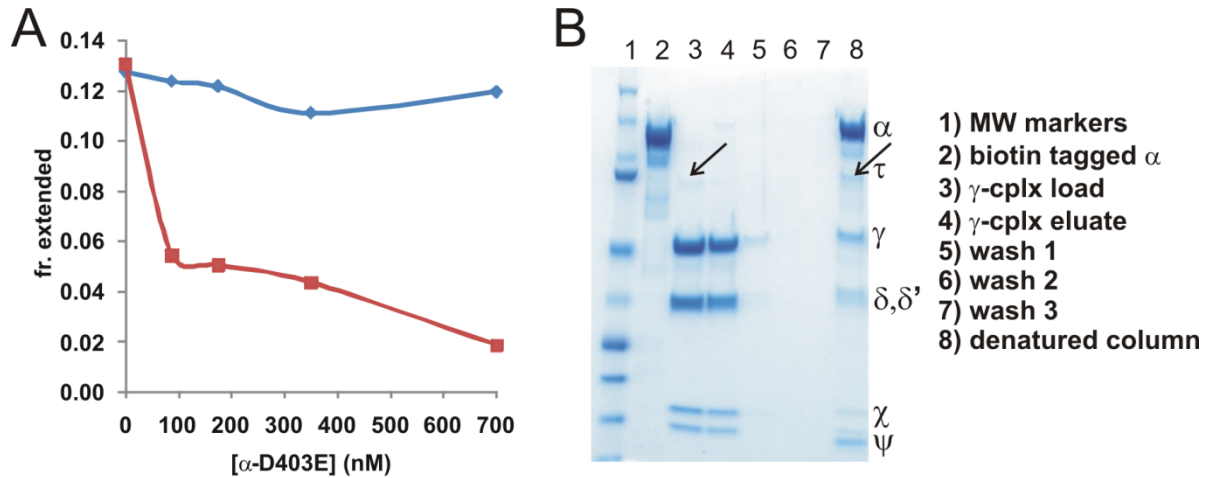 A
0.14
0.12
0.10
0.08
0.06
0.04
0.02
0.00
fr. extended
0 100 200 300 400 500 600 700
[α-D403E] (nM)
B
1 2 3 4 5 6 7 8
α
τ
γ
δ,δ'
χ
ψ
1) MW markers
2) biotin tagged α
3) γ-cplx load
4) γ-cplx eluate
5) wash 1
6) wash 2
7) wash 3
8) denatured column